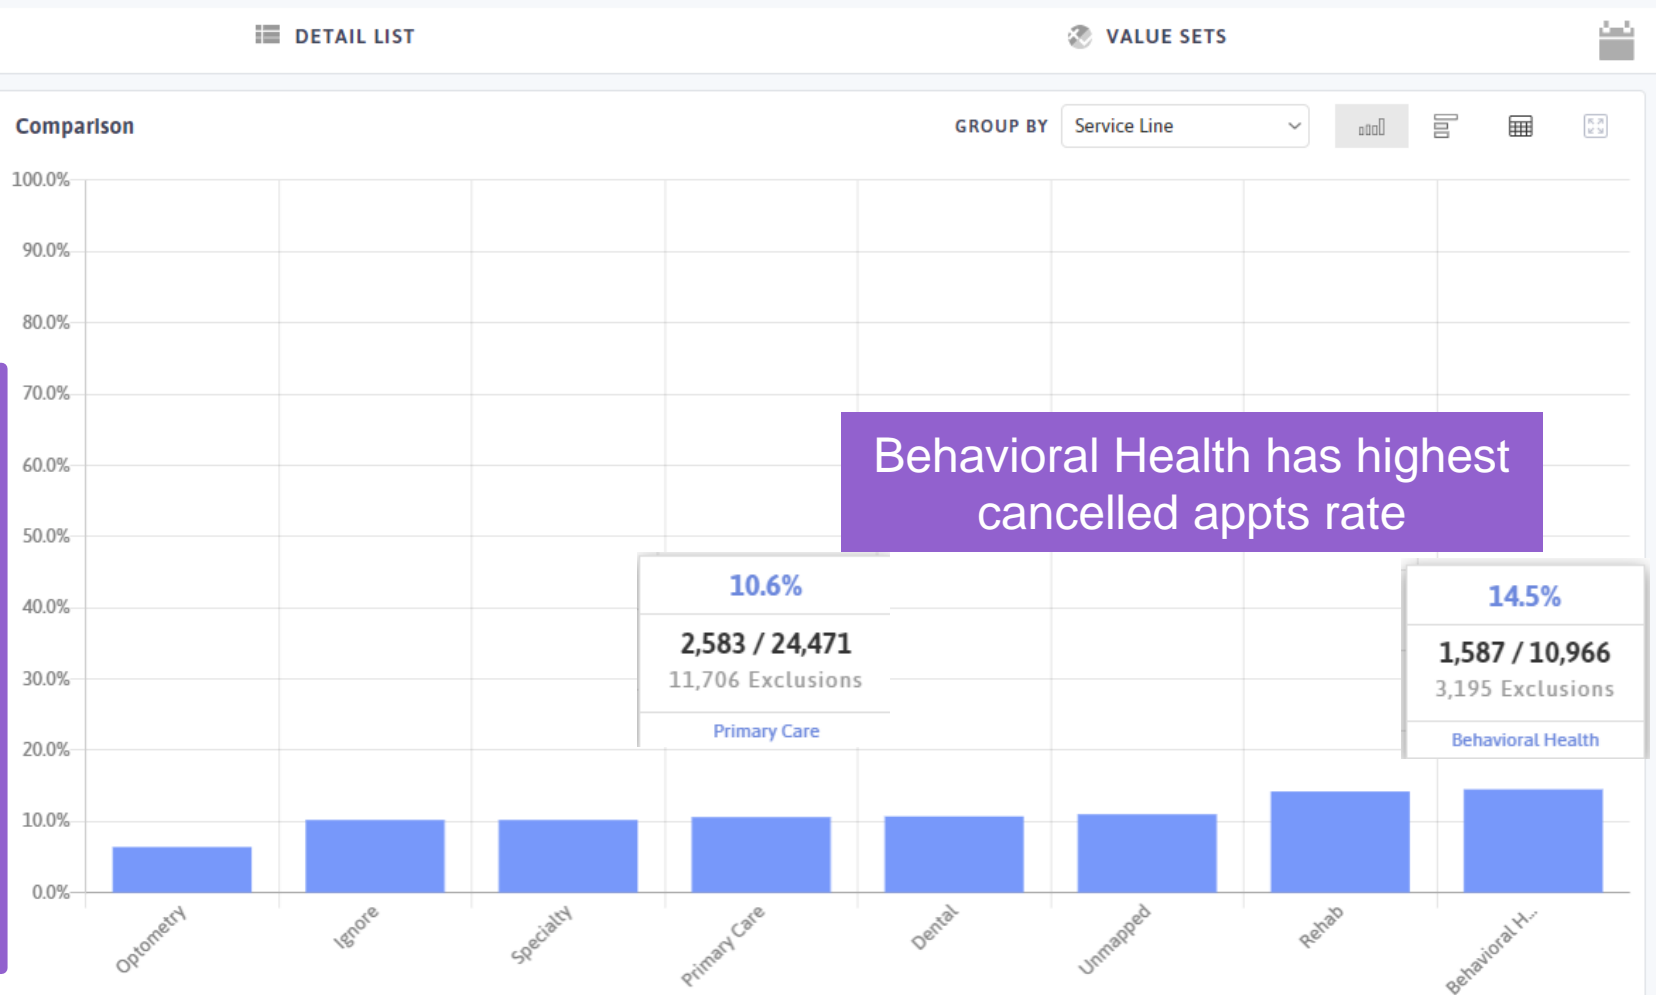 DETAIL LIST
VALUE SETS
Comparison
GROUP BY
Service Line
100.0%
90.0%
80.0%
70.0%
60.0%
50.0%
40.0%
30.0%
20.0%
10.0%
0.0%
Behavioral Health has highest
cancelled appts rate
10.6%
2,583 / 24,471
11,706 Exclusions
Primary Care
14.5%
1,587 / 10,966
3,195 Exclusions
Behavioral Health
Optometry
Ignore
Specialty
Primary Care
Dental
Unmapped
Rehab
Behavioral H...